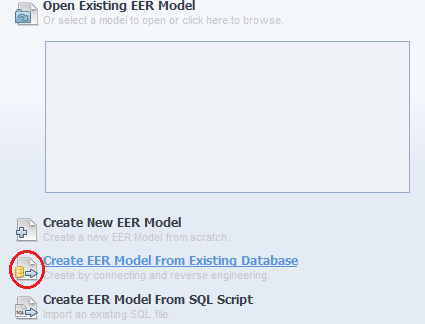 Open Existing EER Model
Or select a model to open or click here to browse.
Create New EER Model
Create a new EER Model from scratch.
Create EER Model From Existing Database
Create by connecting and reverse engineering.
SQL
Create EER Model From SQL Script
Import an existing SQL file.